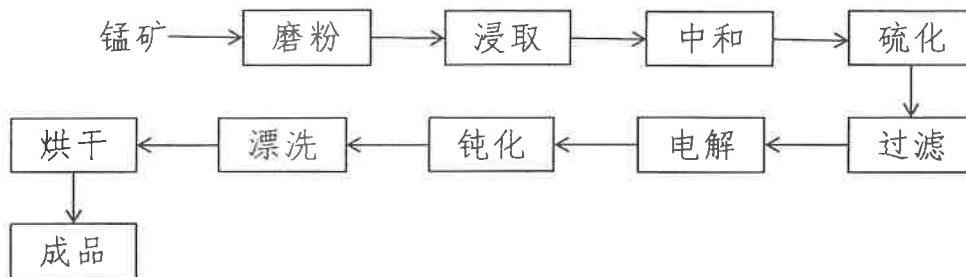 锰矿 磨粉 浸取 中和 硫化
烘干 漂洗 钝化 电解 过滤
成品